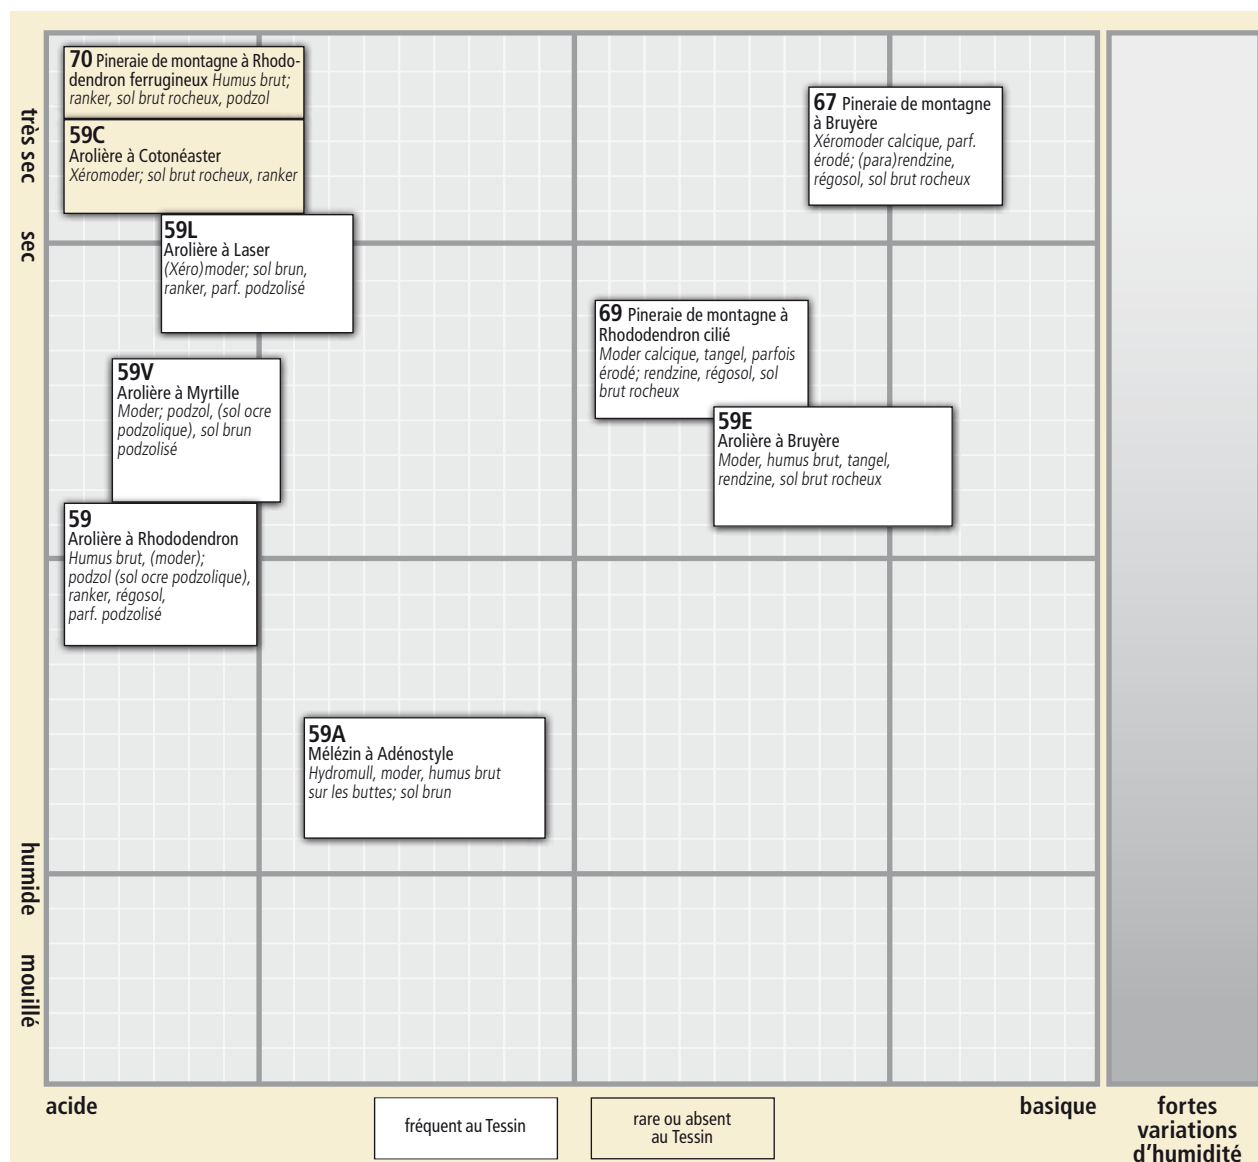 70 Pineraie de montagne à Rhodo-
dendron ferrugineux Humus brut;
ranker, sol brut rocheux, podzol
59C
Arolière à Cotonéaster
Xéromoder; sol brut rocheux, ranker
67 Pineraie de montagne
à Bruyère
Xéromoder calcique, parf.
érodé; (para)rendzine,
régosol, sol brut rocheux
très sec
sec
59L
Arolière à Laser
(Xéro)moder; sol brun,
ranker, parf. podzolisé
69 Pineraie de montagne à
Rhododendron cilié
Moder calcique, tangel, parfois
érodé; rendzine, régosol, sol
brut rocheux
59V
Arolière à Myrtille
Moder; podzol, (sol ocre
podzolique), sol brun
podzolisé
59E
Arolière à Bruyère
Moder, humus brut, tangel,
rendzine, sol brut rocheux
59
Arolière à Rhododendron
Humus brut, (moder);
podzol (sol ocre podzolique),
ranker, régosol,
parf. podzolisé
59A
Mélézin à Adénostyle
Hydromull, moder, humus brut
sur les buttes; sol brun
humide
mouillé
acide
fréquent au Tessin
rare ou absent
au Tessin
basique
fortes
variations
d'humidité